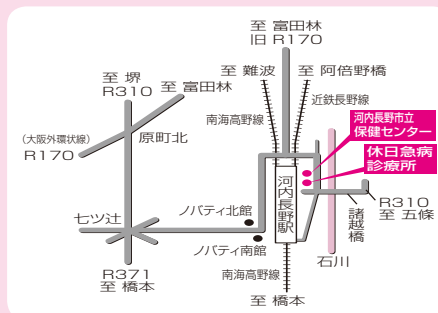 至 富田林
旧 R170
至 堺
R310
至 富田林
至 難波
至 阿倍野橋
近鉄長野線
南海高野線
河内長野市立
保健センター
（大阪外環状線）
R170
原町北
休日急病
診療所
河内長野駅
七ツ辻
ノバティ北館
ノバティ南館
諸越橋
R310
至 五條
石川
R371
至 橋本
南海高野線
至 橋本